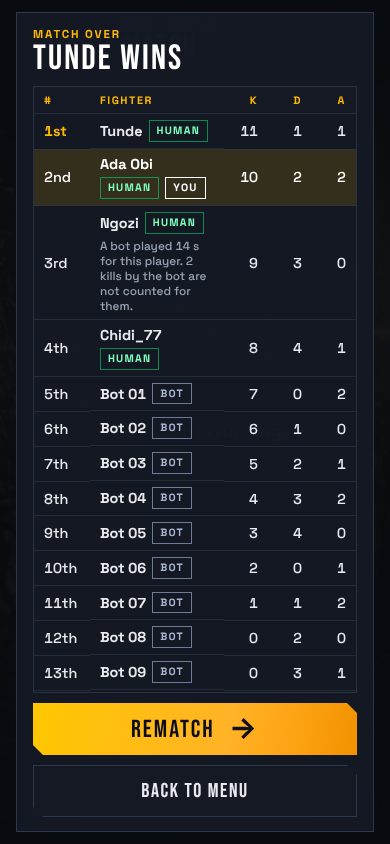 MATCH OVER
TUNDE WINS
# FIGHTER K D A
1st Tunde HUMAN 11 1 1
Ada Obi
2nd HUMAN YOU 10 2 2
Ngozi HUMAN
A bot played 14 s
for this player. 2
3rd kills by the bot are 9 3 0
not counted for
them.
Chidi_77
4th HUMAN 8 4 1
5th Bot 01 BOT 7 0 2
6th Bot 02 BOT 6 1 0
7th Bot 03 BOT 5 2 1
8th Bot 04 BOT 4 3 2
9th Bot 05 BOT 3 4 0
10th Bot 06 BOT 2 0 1
11th Bot 07 BOT 1 1 2
12th Bot 08 BOT 0 2 0
13th Bot 09 BOT 0 3 1
REMATCH →
BACK TO MENU